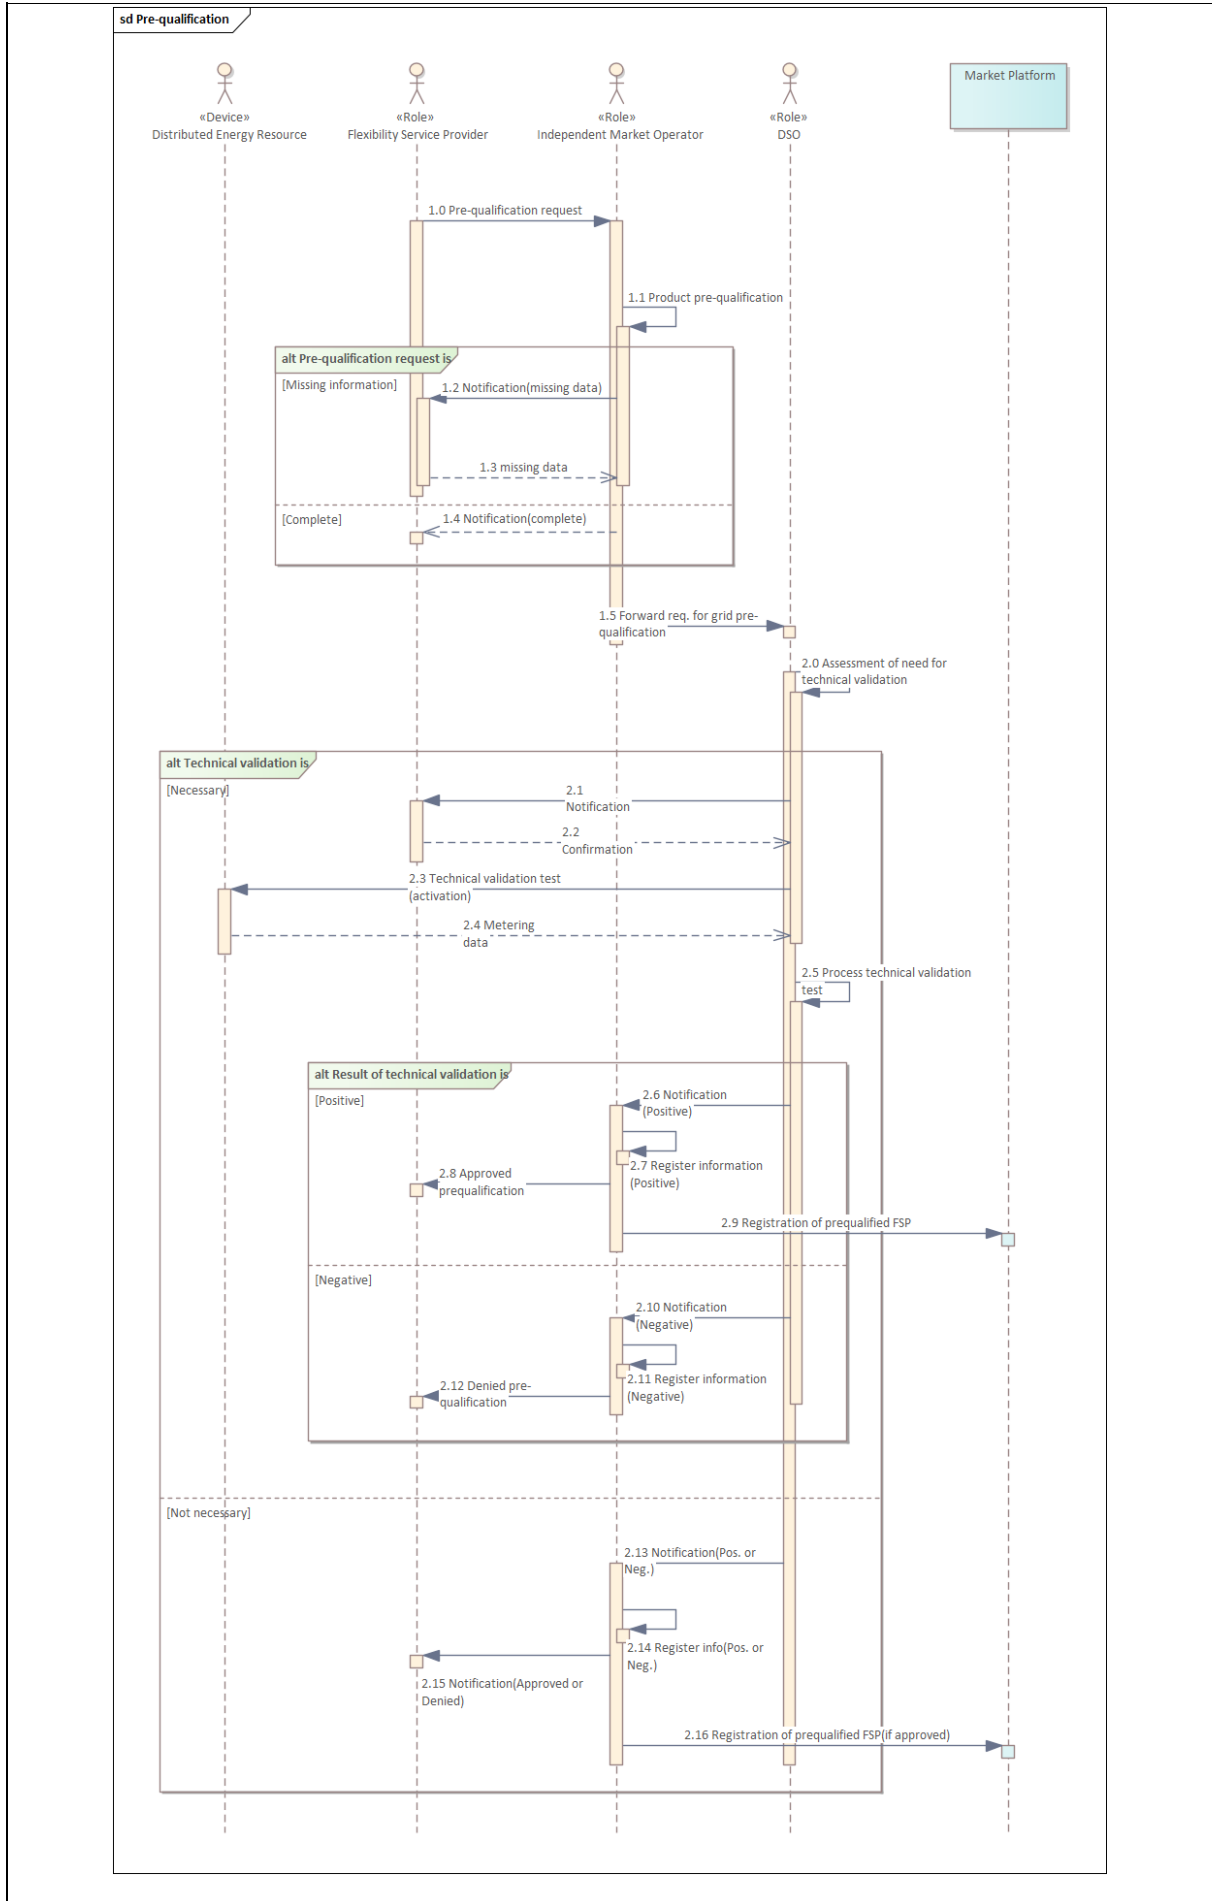 sd Pre-qualification
Market Platform
«Device»
Distributed Energy Resource
«Role»
Flexibility Service Provider
«Role»
Independent Market Operator
«Role»
DSO
1.0 Pre-qualification request
1.1 Product pre-qualification
alt Pre-qualification request is
[Missing information]
1.2 Notification(missing data)
1.3 missing data
[Complete]
1.4 Notification(complete)
1.5 Forward req. for grid pre-
qualification
2.0 Assessment of need for
technical validation
alt Technical validation is
[Necessary]
2.1
Notification
2.2
Confirmation
2.3 Technical validation test
(activation)
2.4 Metering
data
2.5 Process technical validation
test
alt Result of technical validation is
[Positive]
2.6 Notification
(Positive)
2.7 Register information
(Positive)
2.8 Approved
prequalification
2.9 Registration of prequalified FSP
[Negative]
2.10 Notification
(Negative)
2.11 Register information
(Negative)
2.12 Denied pre-
qualification
[Not necessary]
2.13 Notification(Pos. or
Neg.)
2.14 Register info(Pos. or
Neg.)
2.15 Notification(Approved or
Denied)
2.16 Registration of prequalified FSP(if approved)